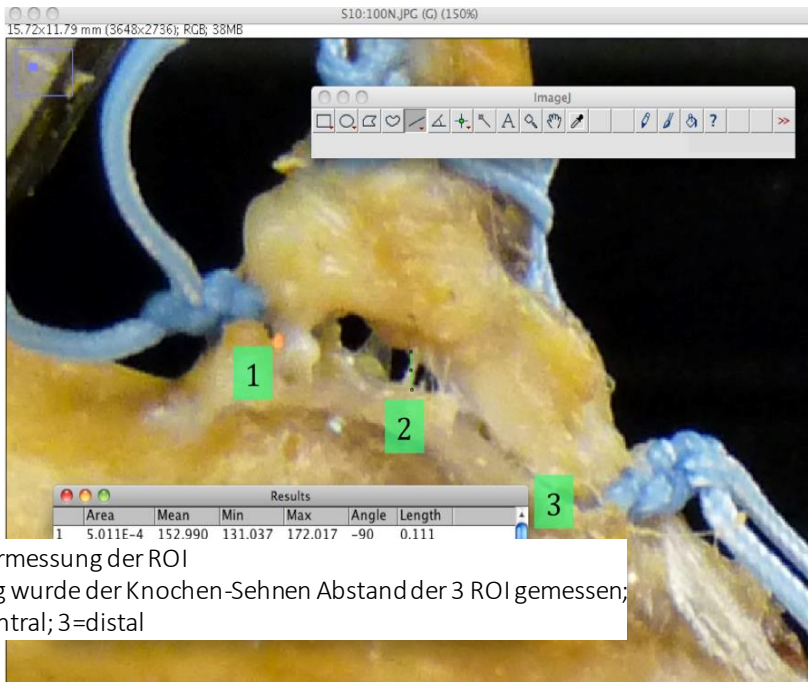 S10:100N.JPG (G) (150%)
15.72x11.79 mm (3648x2736); RGB; 38MB
ImageJ
A ? >>
1
2
3
Results
Area Mean Min Max Angle Length
1 5.011E-4 152.990 131.037 172.017 -90 0.111
rmessung der ROI
g wurde der Knochen-Sehnen Abstand der 3 ROI gemessen;
ntral; 3=distal